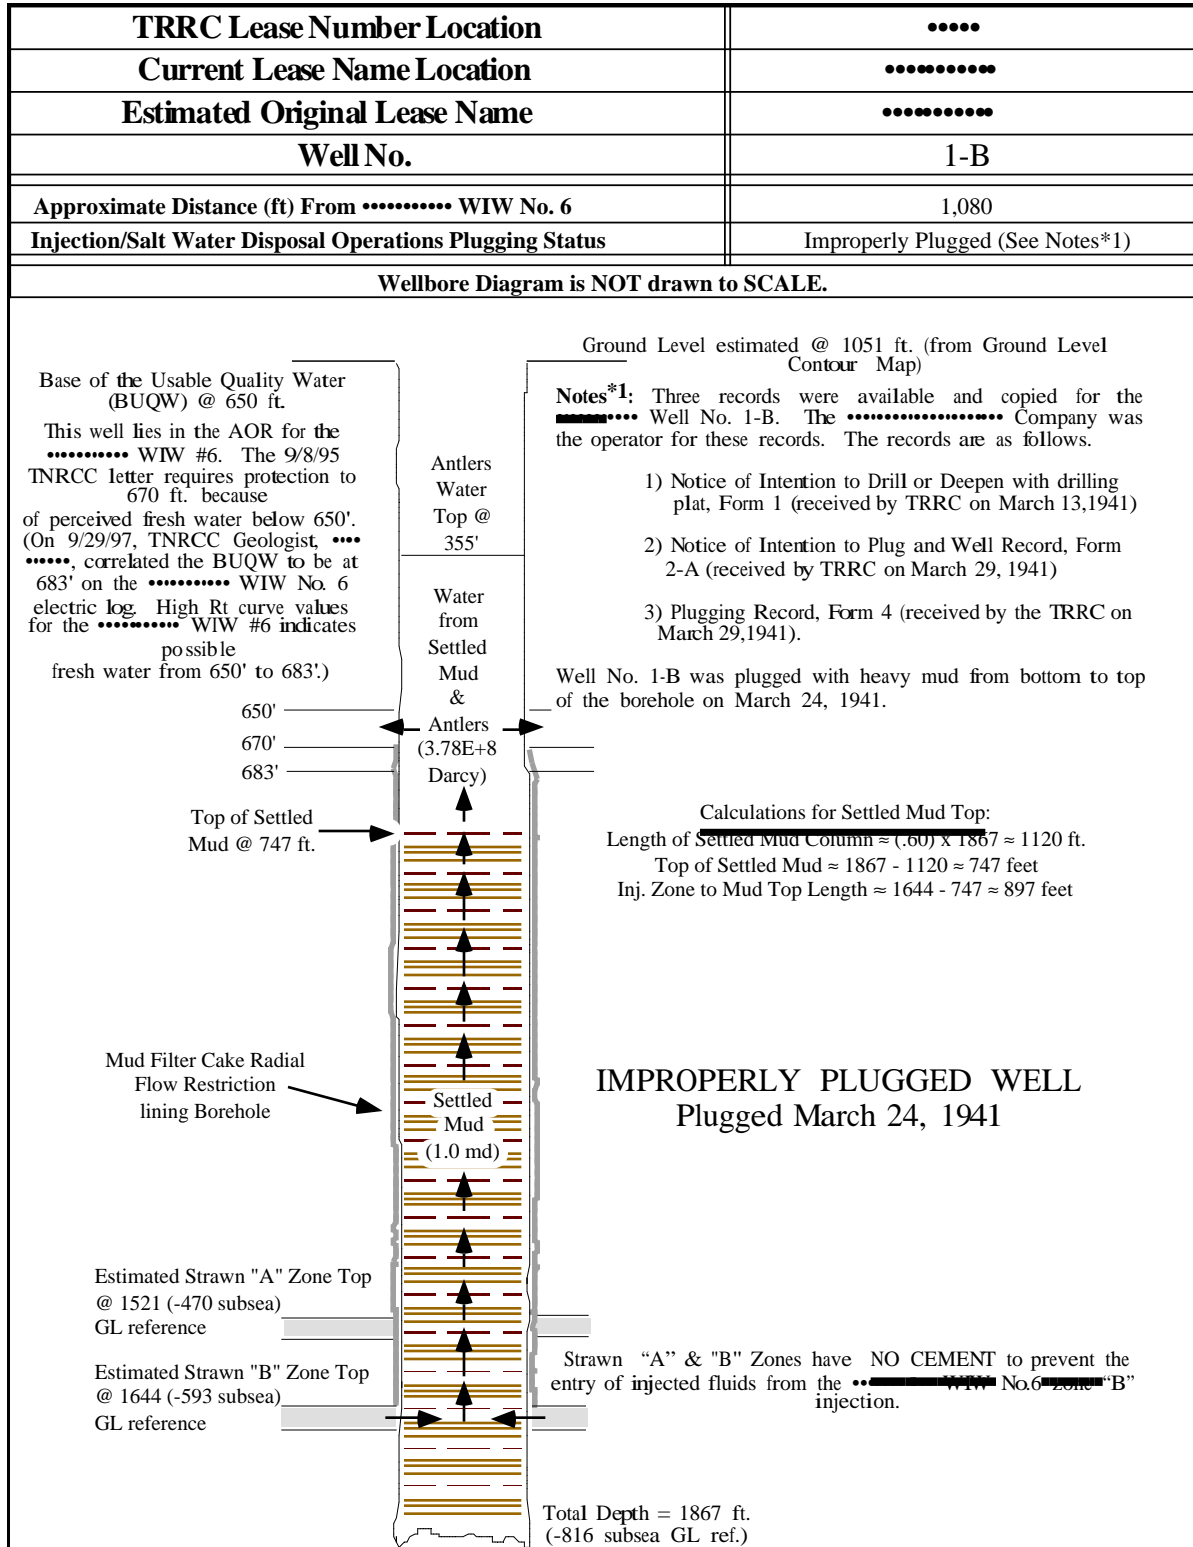 TRRC Lease Number Location •••••
Current Lease Name Location •••••••••••
Estimated Original Lease Name •••••••••••
Well No. 1-B
Approximate Distance (ft) From ••••••••••• WIW No. 6 1,080
Injection/Salt Water Disposal Operations Plugging Status Improperly Plugged (See Notes*1)
Wellbore Diagram is NOT drawn to SCALE.
Base of the Usable Quality Water
(BUQW) @ 650 ft.
This well lies in the AOR for the
••••••••••• WIW #6. The 9/8/95
TNRCC letter requires protection to
670 ft. because
of perceived fresh water below 650'.
(On 9/29/97, TNRCC Geologist, ••••
••••••, correlated the BUQW to be at
683' on the ••••••••••• WIW No. 6
electric log. High Rt curve values
for the ••••••••••• WIW #6 indicates
possible
fresh water from 650' to 683'.)
Antlers
Water
Top @
355'
Water
from
Settled
Mud
&
Antlers
(3.78E+8
Darcy)
Ground Level estimated @ 1051 ft. (from Ground Level
Contour Map)
Notes*1: Three records were available and copied for the
•••• Well No. 1-B. The •••••••••••••••••••• Company was
the operator for these records. The records are as follows.
1) Notice of Intention to Drill or Deepen with drilling
plat, Form 1 (received by TRRC on March 13,1941)
2) Notice of Intention to Plug and Well Record, Form
2-A (received by TRRC on March 29, 1941)
3) Plugging Record, Form 4 (received by the TRRC on
March 29,1941).
Well No. 1-B was plugged with heavy mud from bottom to top
of the borehole on March 24, 1941.
650'
670'
683'
Top of Settled
Mud @ 747 ft.
Calculations for Settled Mud Top:
Length of Settled Mud Column ≈ (.60) x 1867 ≈ 1120 ft.
Top of Settled Mud ≈ 1867 - 1120 ≈ 747 feet
Inj. Zone to Mud Top Length ≈ 1644 - 747 ≈ 897 feet
Mud Filter Cake Radial
Flow Restriction
lining Borehole
Settled
Mud
(1.0 md)
IMPROPERLY PLUGGED WELL
Plugged March 24, 1941
Estimated Strawn "A" Zone Top
@ 1521 (-470 subsea)
GL reference
Estimated Strawn "B" Zone Top
@ 1644 (-593 subsea)
GL reference
Strawn “A” & "B" Zones have NO CEMENT to prevent the
entry of injected fluids from the •• WIW No.6 zone “B”
injection.
Total Depth = 1867 ft.
(-816 subsea GL ref.)